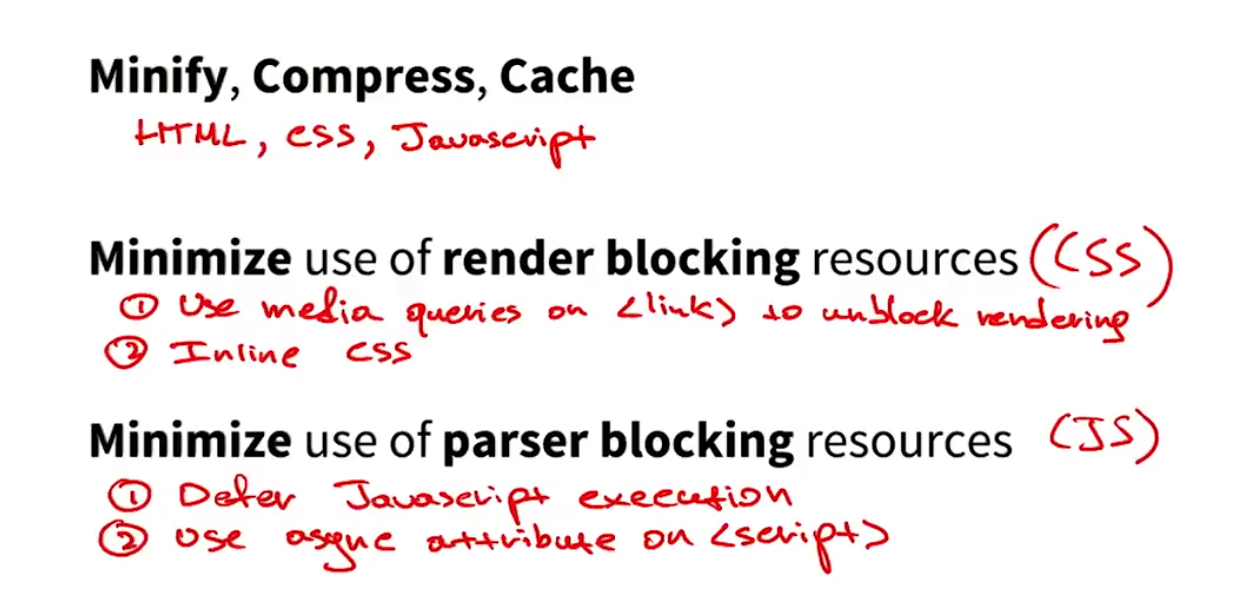 Minify, Compress, Cache
HTML, CSS, Javascript
Minimize use of render blocking resources (CSS)
① Use media queries on <link> to unblock rendering
② Inline CSS
Minimize use of parser blocking resources (JS)
① Defer Javascript execution
② Use async attribute on <script>